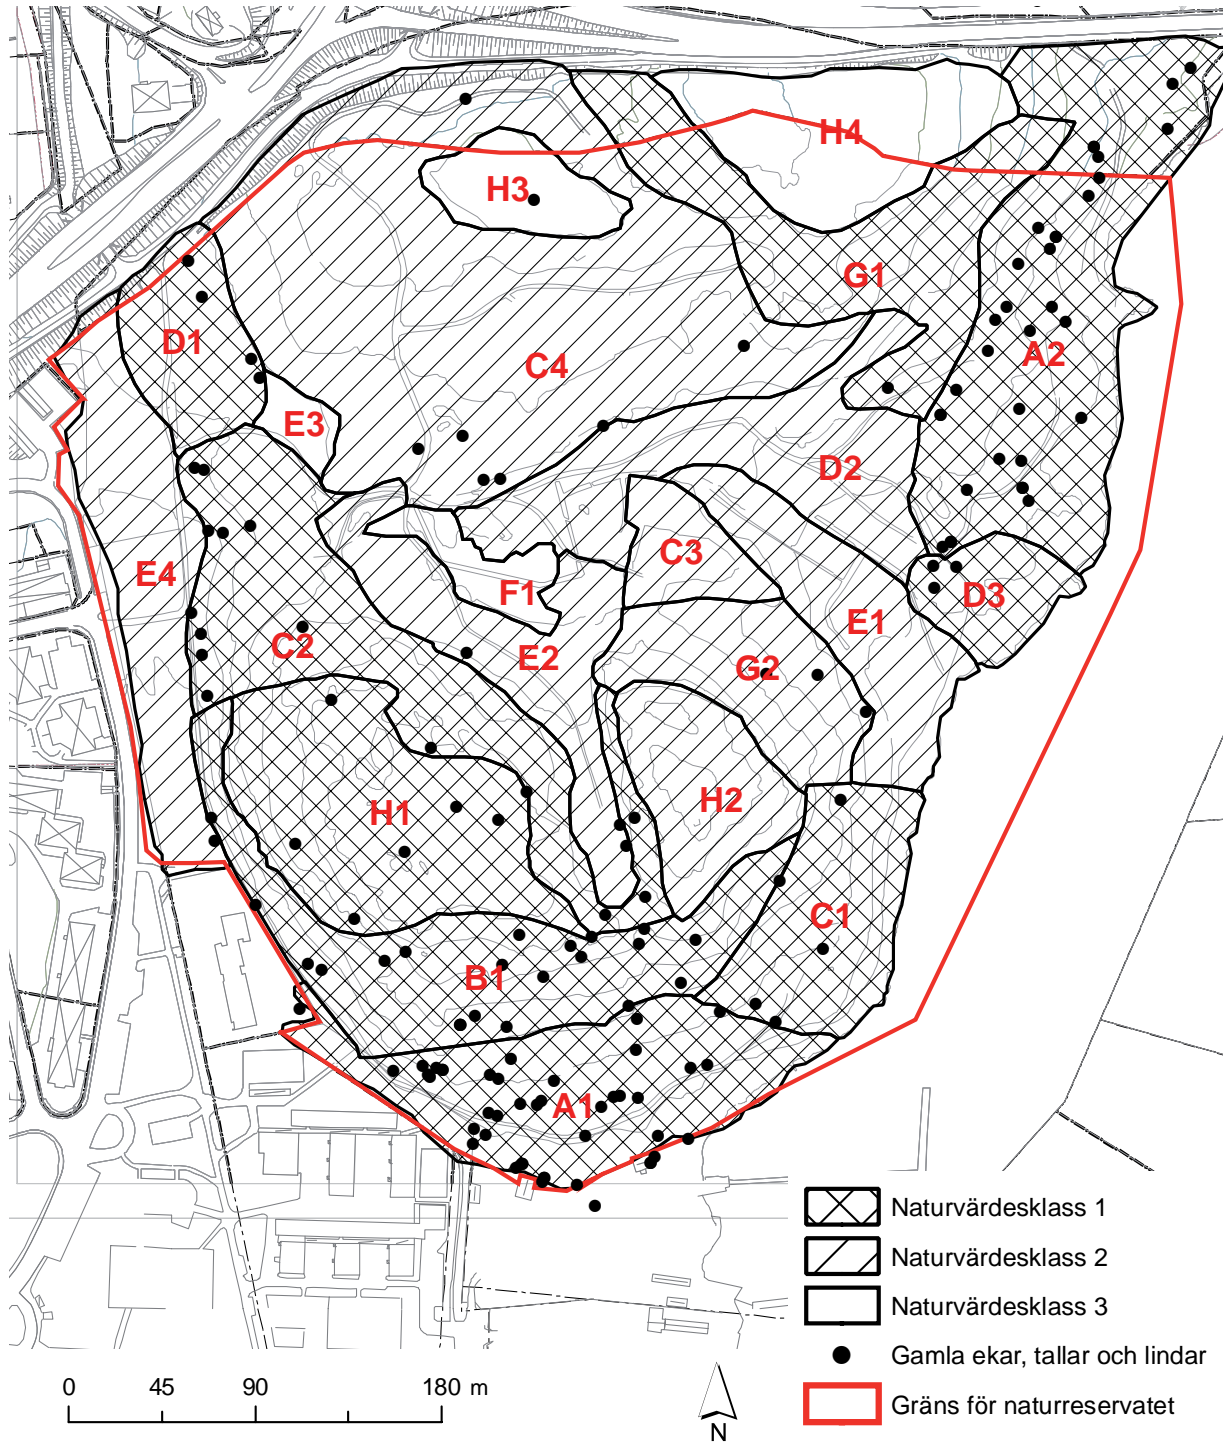 H4
H3
G1
D1
A2
C4
E3
D2
C3
E4
F1
D3
E1
C2
E2
G2
H2
H1
C1
B1
A1
Naturvärdesklass 1
Naturvärdesklass 2
Naturvärdesklass 3
Gamla ekar, tallar och lindar
Gräns för naturreservatet
0 45 90 180 m
N